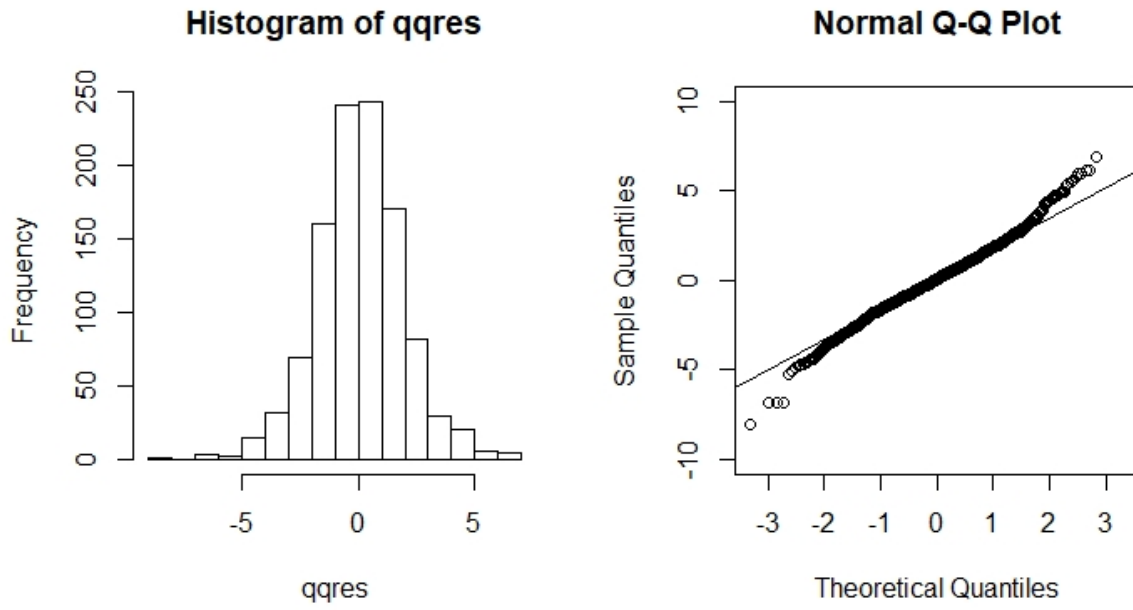 Histogram of qqres
Frequency
250
200
150
100
50
0
-5 0 5
qqres
Normal Q-Q Plot
Sample Quantiles
10
5
0
-5
-10
-3 -2 -1 0 1 2 3
Theoretical Quantiles